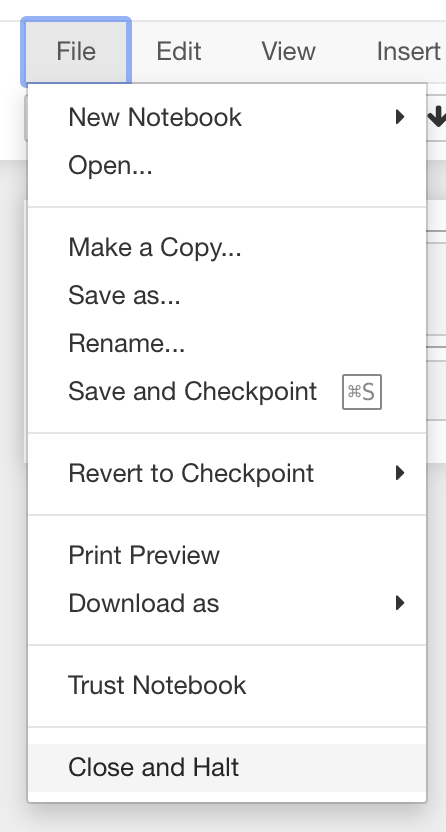 File Edit View Insert
New Notebook
Open...
Make a Copy...
Save as...
Rename...
Save and Checkpoint ⌘S
Revert to Checkpoint
Print Preview
Download as
Trust Notebook
Close and Halt